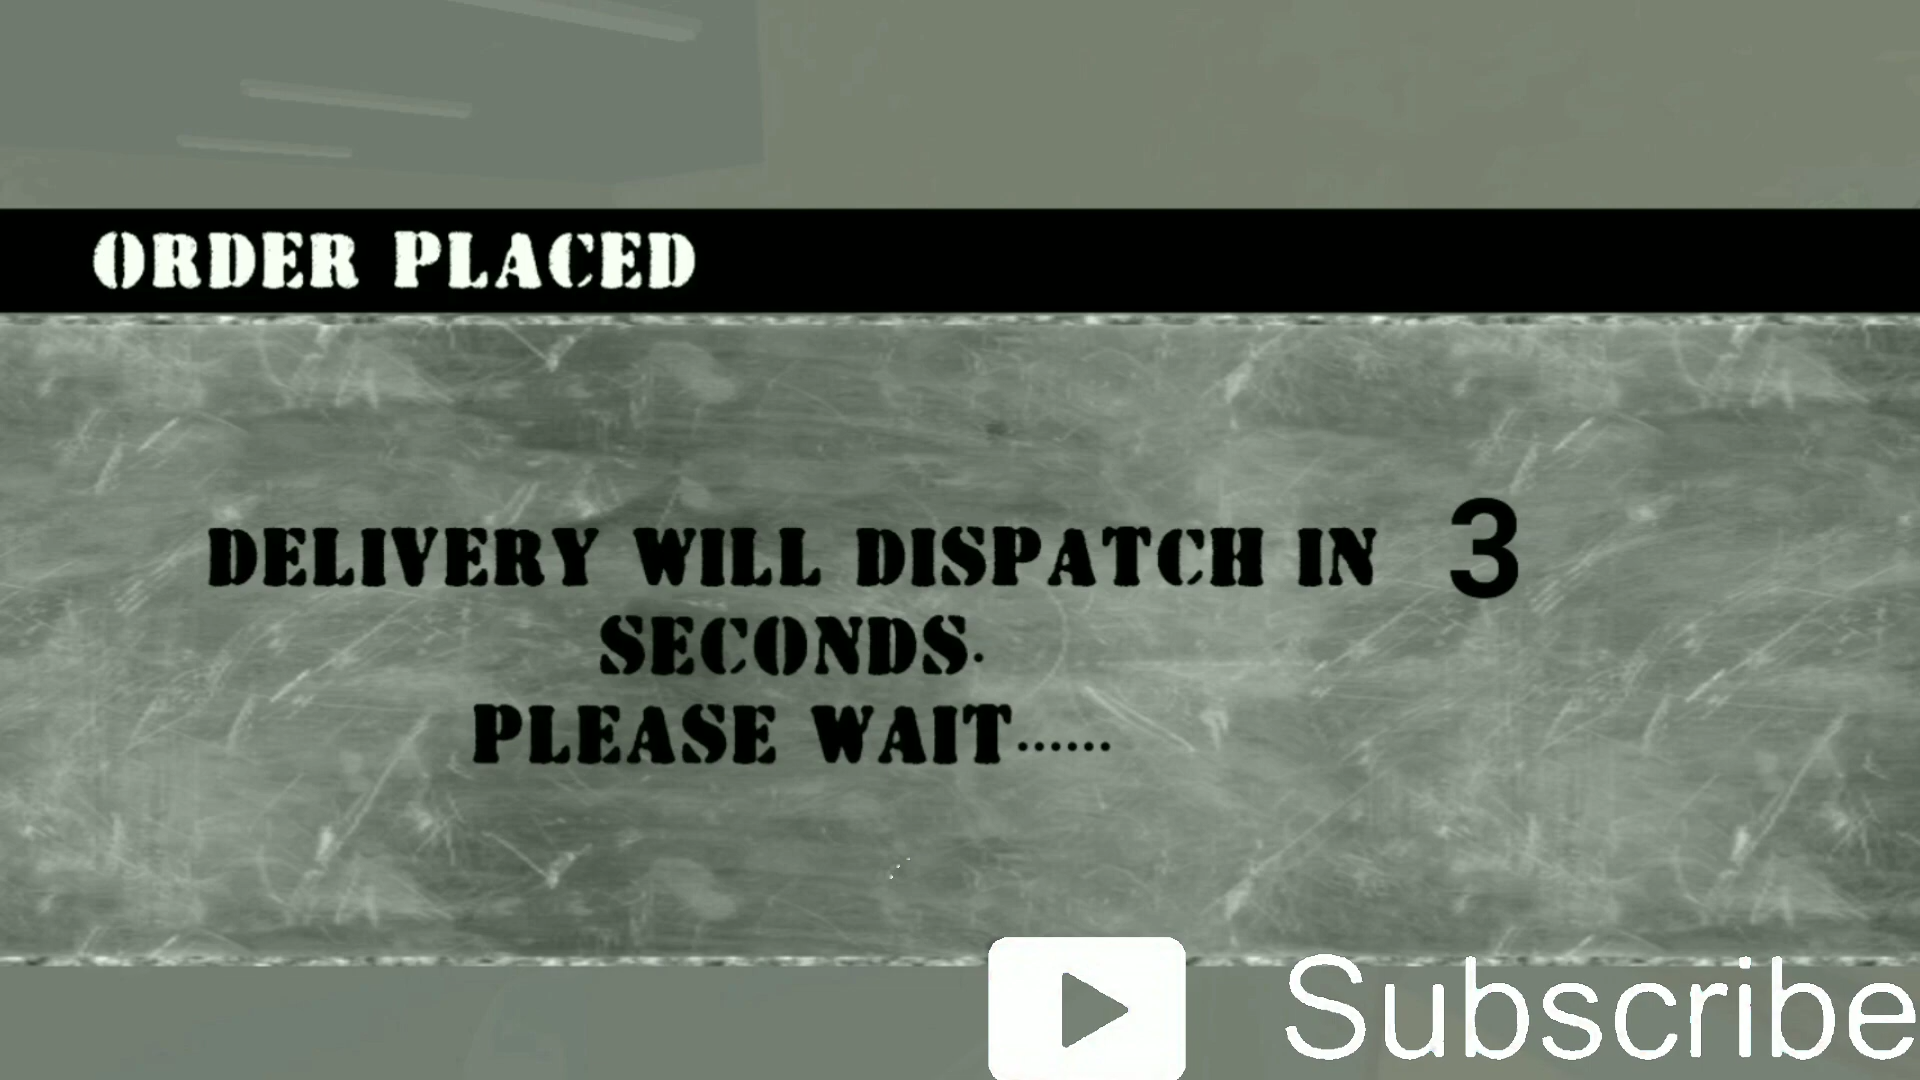 ORDER PLACED
DELIVERY WILL DISPATCH IN 3
SECONDS.
PLEASE WAIT......
Subscribe